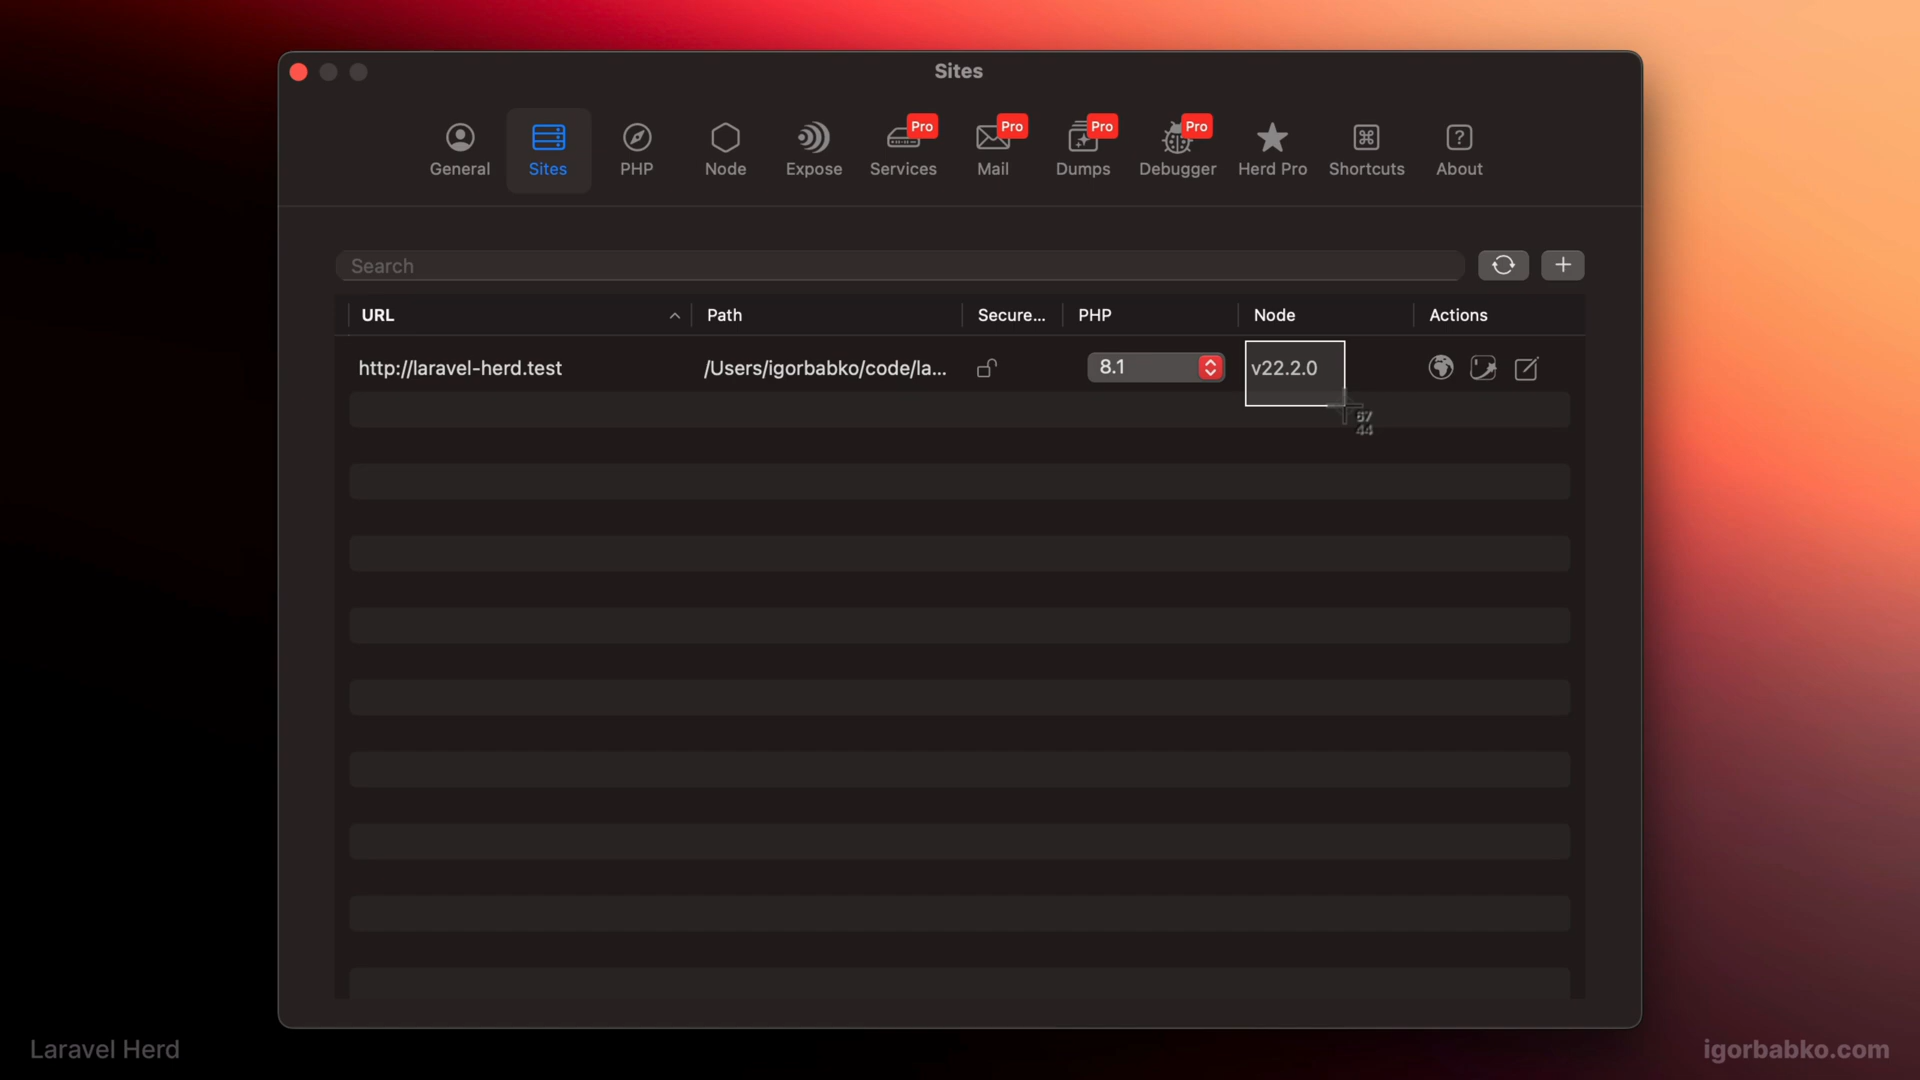 Sites
General
Sites
PHP
Node
Expose
Pro
Services
Pro
Mail
Pro
Dumps
Pro
Debugger
Herd Pro
Shortcuts
About
Search
URL Path Secure... PHP Node Actions
http://laravel-herd.test /Users/igorbabko/code/la... 8.1 v22.2.0
67
44
Laravel Herd
igorbabko.com